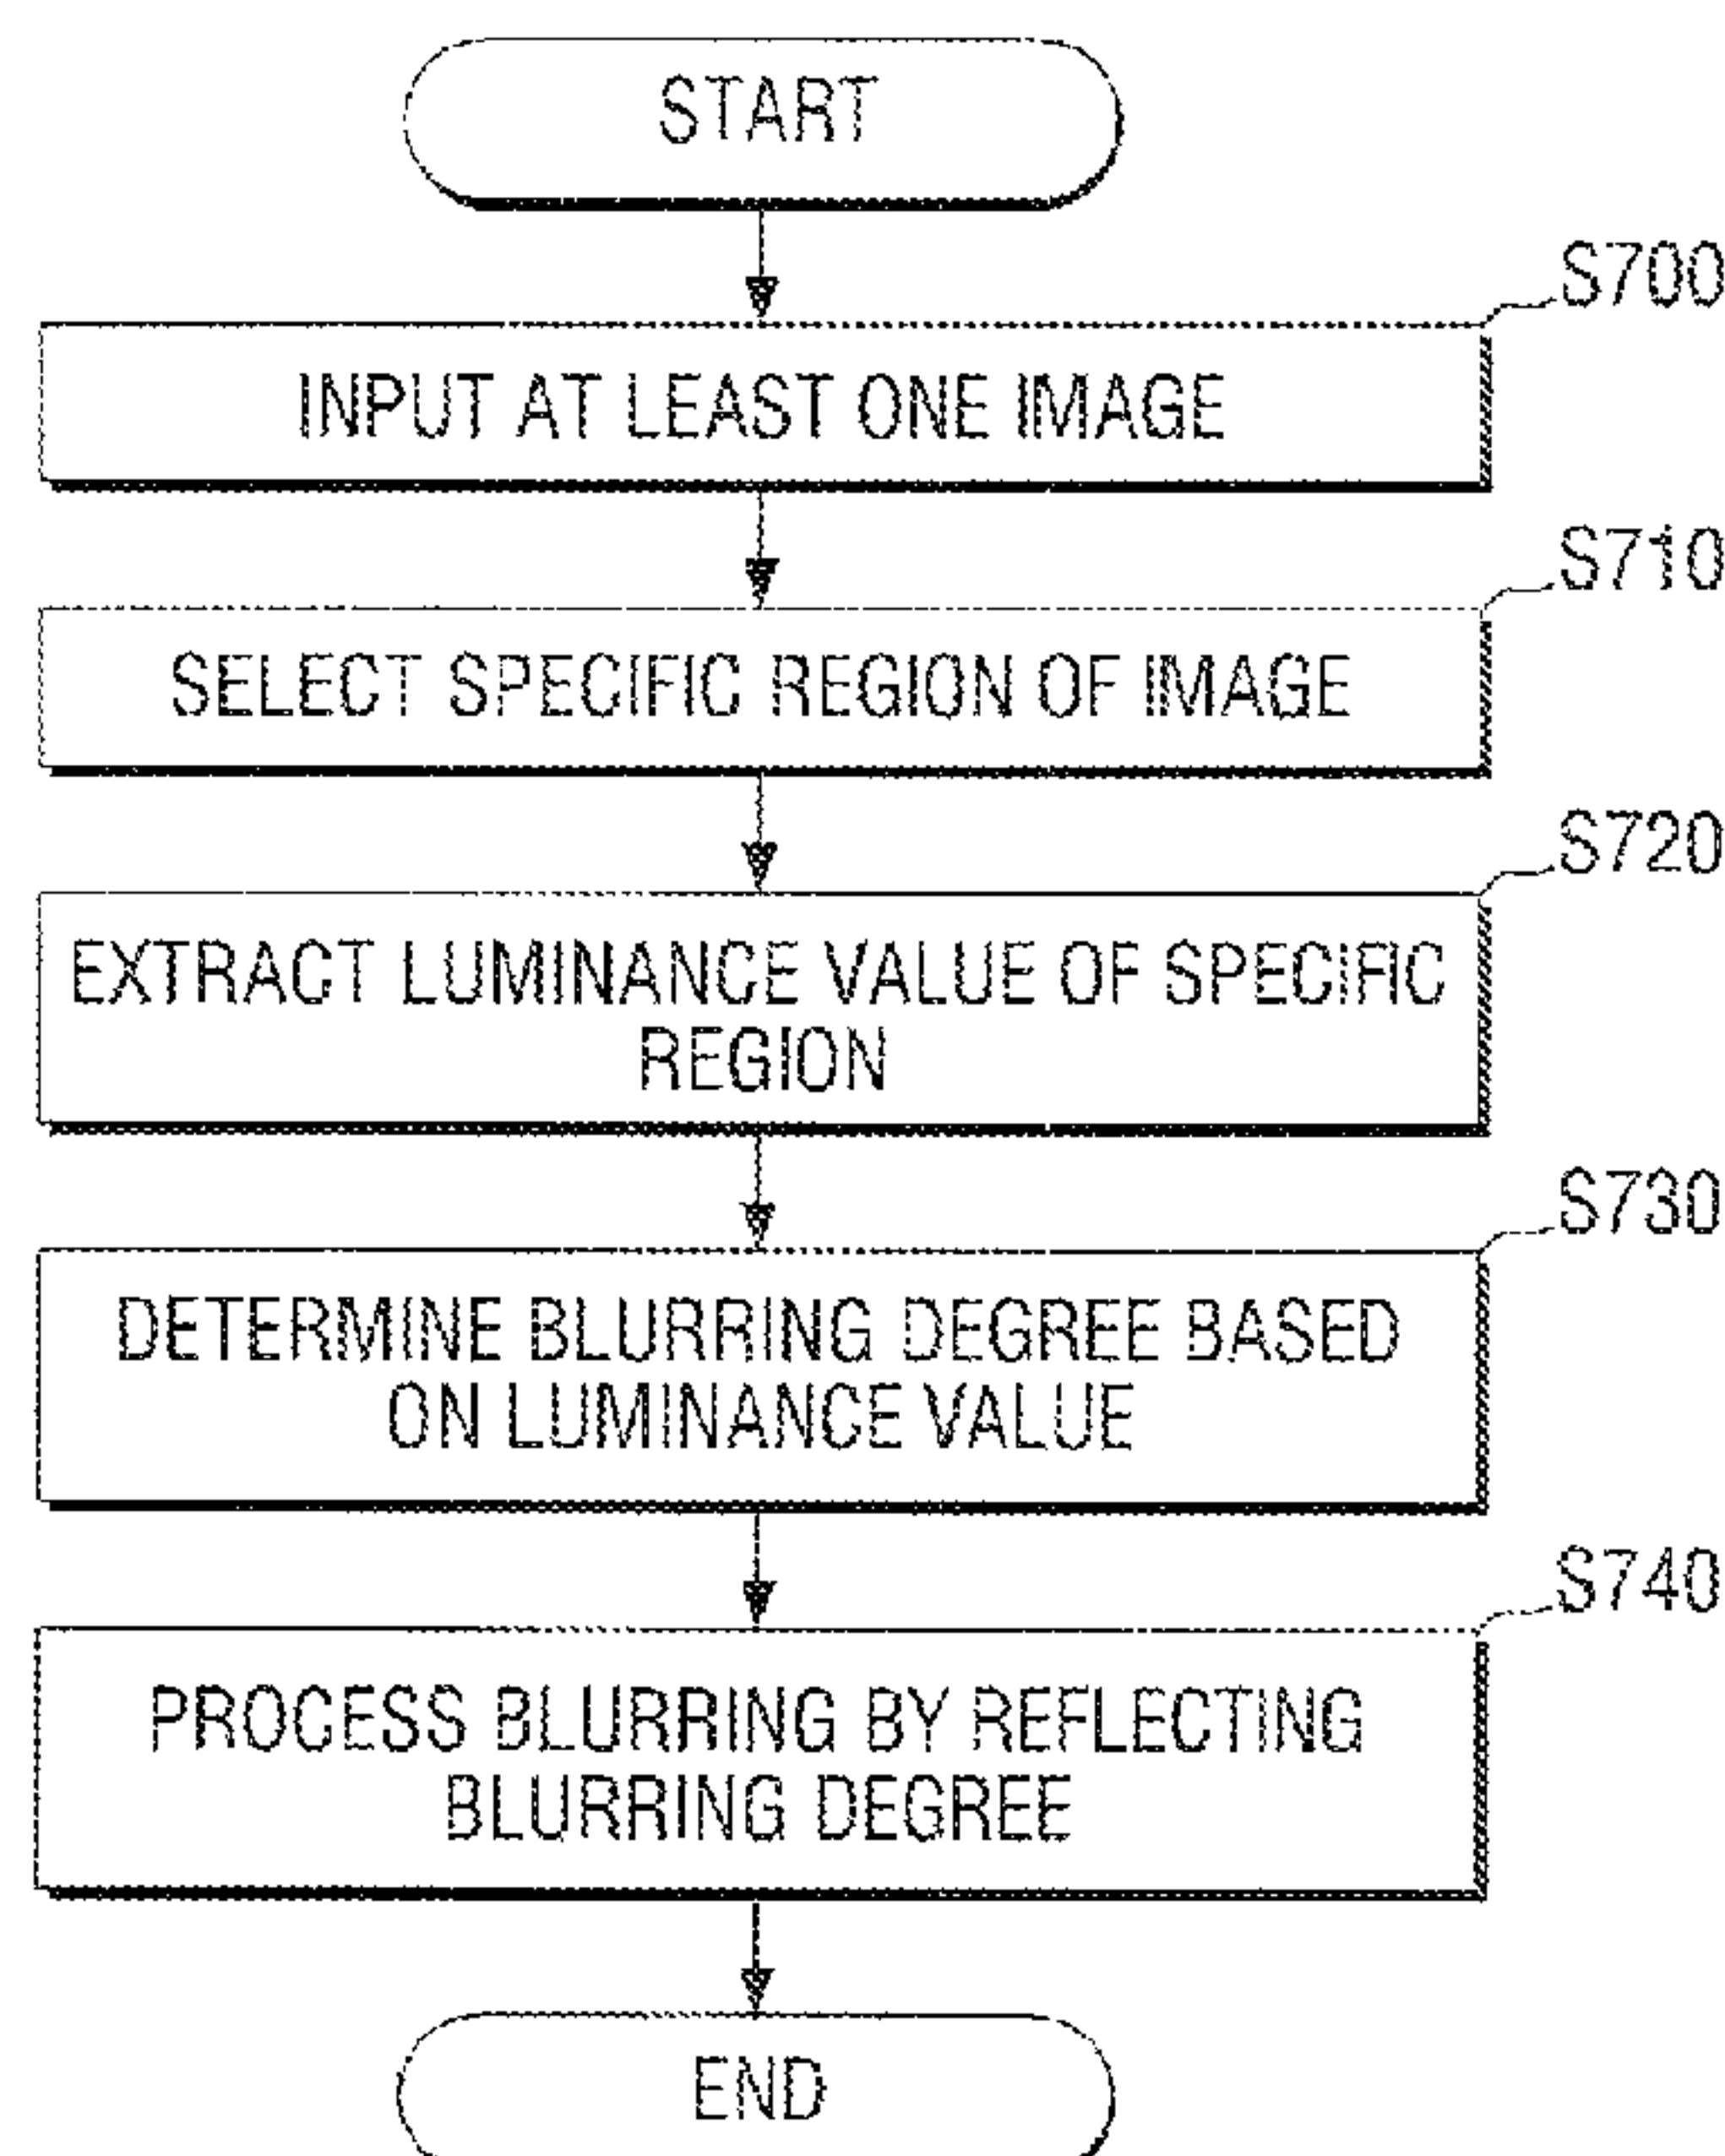 START
S700
INPUT AT LEAST ONE IMAGE
S710
SELECT SPECIFIC REGION OF IMAGE
S720
EXTRACT LUMINANCE VALUE OF SPECIFIC
REGION
S730
DETERMINE BLURRING DEGREE BASED
ON LUMINANCE VALUE
S740
PROCESS BLURRING BY REFLECTING
BLURRING DEGREE
END